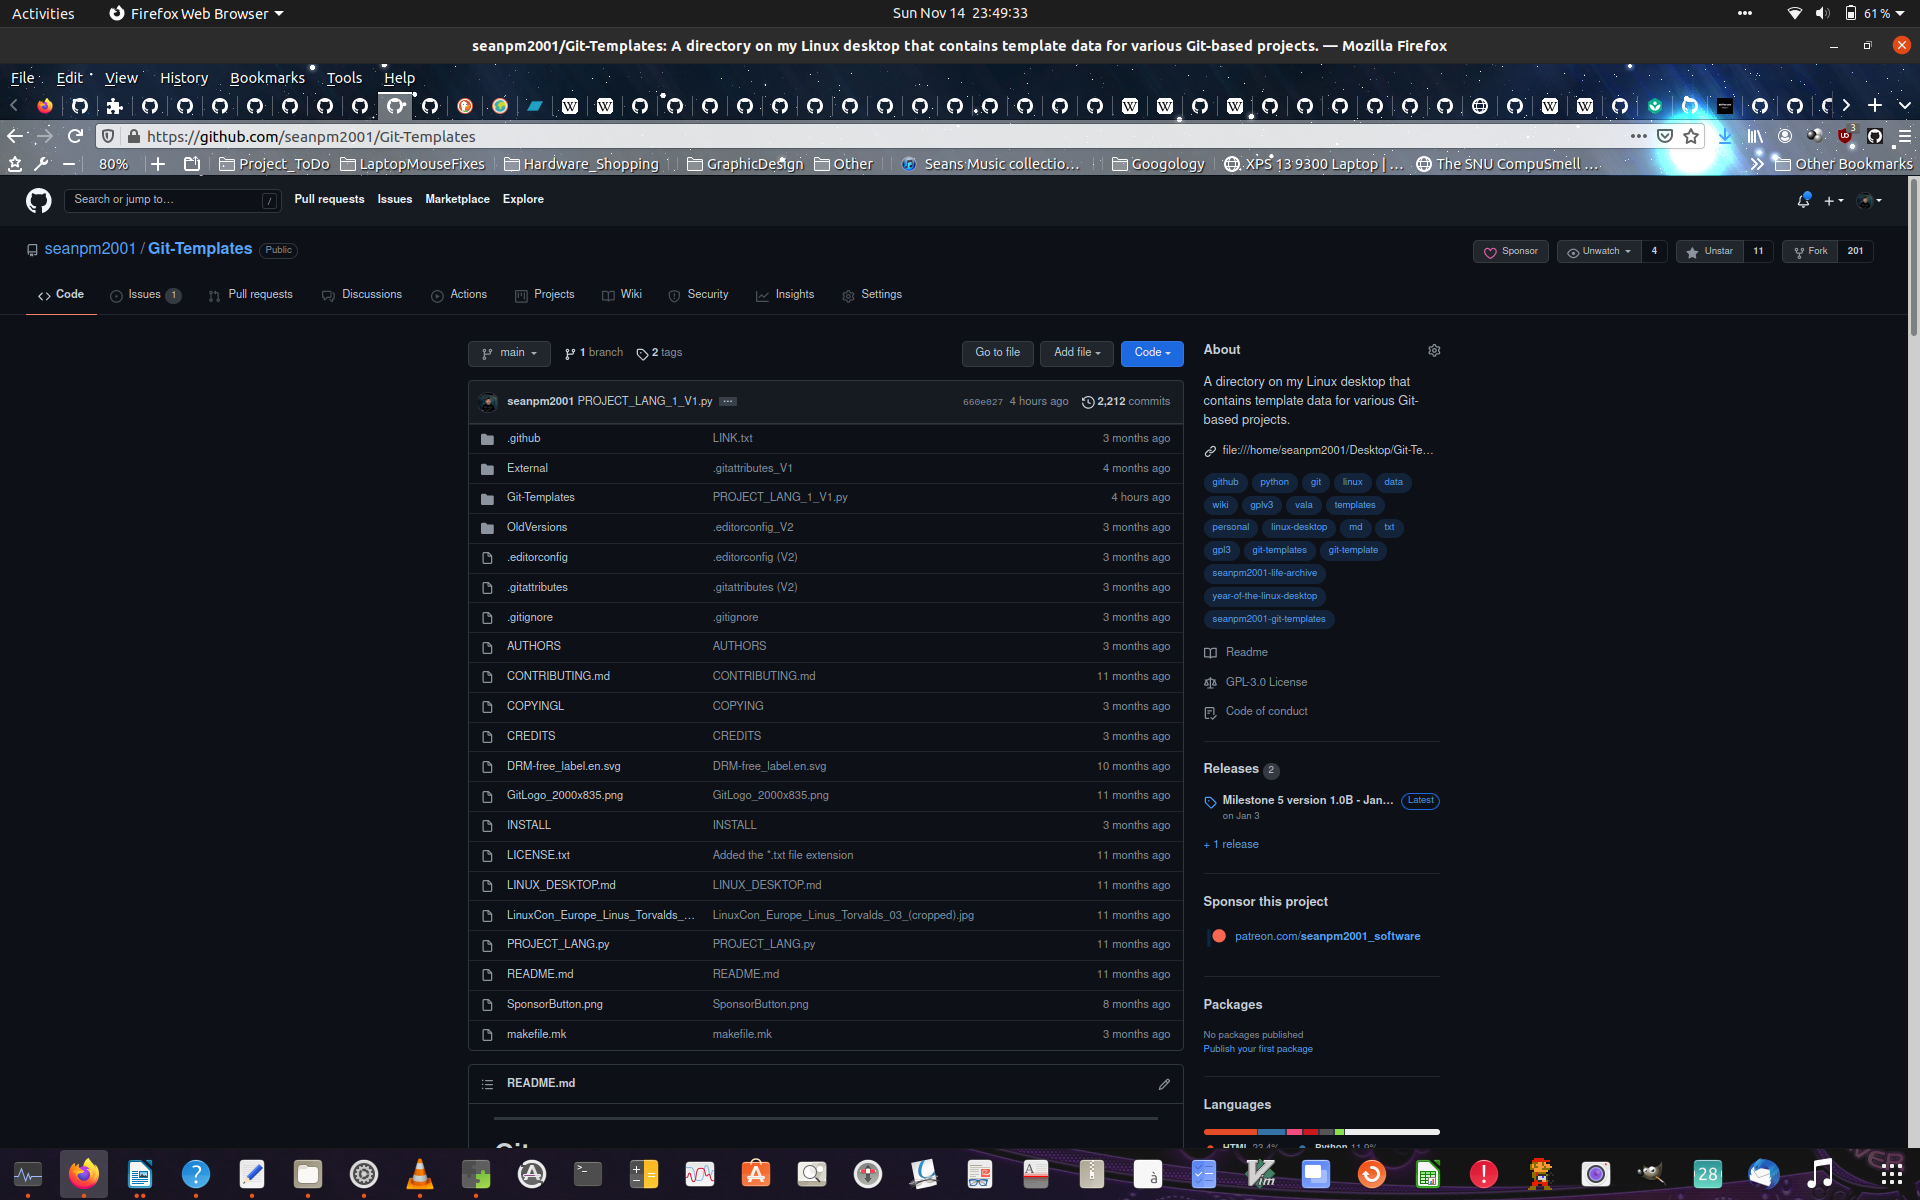 Activities Firefox Web Browser Sun Nov 14 23:49:33 61 %
seanpm2001/Git-Templates: A directory on my Linux desktop that contains template data for various Git-based projects. — Mozilla Firefox
File Edit View History Bookmarks Tools Help
https://github.com/seanpm2001/Git-Templates 3
80% Project_ToDo LaptopMouseFixes Hardware_Shopping GraphicDesign Other Seans Music collectio… Googology XPS 13 9300 Laptop | … The SNU CompuSmell … Other Bookmarks
Search or jump to… / Pull requests Issues Marketplace Explore
seanpm2001 / Git-Templates Public Sponsor Unwatch 4 Unstar 11 Fork 201
Code Issues 1 Pull requests Discussions Actions Projects Wiki Security Insights Settings
main 1 branch 2 tags Go to file Add file Code
seanpm2001 PROJECT_LANG_1_V1.py 660e027 4 hours ago 2,212 commits
.github LINK.txt 3 months ago
External .gitattributes_V1 4 months ago
Git-Templates PROJECT_LANG_1_V1.py 4 hours ago
OldVersions .editorconfig_V2 3 months ago
.editorconfig .editorconfig (V2) 3 months ago
.gitattributes .gitattributes (V2) 3 months ago
.gitignore .gitignore 3 months ago
AUTHORS AUTHORS 3 months ago
CONTRIBUTING.md CONTRIBUTING.md 11 months ago
COPYINGL COPYING 3 months ago
CREDITS CREDITS 3 months ago
DRM-free_label.en.svg DRM-free_label.en.svg 10 months ago
GitLogo_2000x835.png GitLogo_2000x835.png 11 months ago
INSTALL INSTALL 3 months ago
LICENSE.txt Added the *.txt file extension 11 months ago
LINUX_DESKTOP.md LINUX_DESKTOP.md 11 months ago
LinuxCon_Europe_Linus_Torvalds_… LinuxCon_Europe_Linus_Torvalds_03_(cropped).jpg 11 months ago
PROJECT_LANG.py PROJECT_LANG.py 11 months ago
README.md README.md 11 months ago
SponsorButton.png SponsorButton.png 8 months ago
makefile.mk makefile.mk 3 months ago
README.md
About
A directory on my Linux desktop that
contains template data for various Git-
based projects.
file:///home/seanpm2001/Desktop/Git-Te…
github python git linux data
wiki gplv3 vala templates
personal linux-desktop md txt
gpl3 git-templates git-template
seanpm2001-life-archive
year-of-the-linux-desktop
seanpm2001-git-templates
Readme
GPL-3.0 License
Code of conduct
Releases 2
Milestone 5 version 1.0B - Jan… Latest
on Jan 3
+ 1 release
Sponsor this project
patreon.com/seanpm2001_software
Packages
No packages published
Publish your first package
Languages
HTML 23.4% Python 11.9%
28